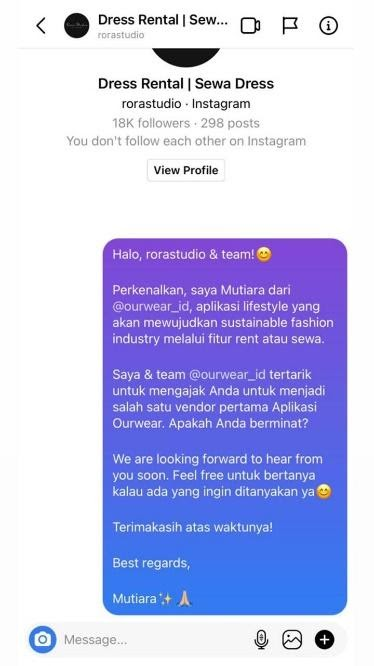 Dress Rental | Sew...
rorastudio
Dress Rental | Sewa Dress
rorastudio · Instagram
18K followers · 298 posts
You don't follow each other on Instagram
View Profile
Halo, rorastudio & team!😊
Perkenalkan, saya Mutiara dari
@ourwear_id, aplikasi lifestyle yang
akan mewujudkan sustainable fashion
industry melalui fitur rent atau sewa.
Saya & team @ourwear_id tertarik
untuk mengajak Anda untuk menjadi
salah satu vendor pertama Aplikasi
Ourwear. Apakah Anda berminat?
We are looking forward to hear from
you soon. Feel free untuk bertanya
kalau ada yang ingin ditanyakan ya😊
Terimakasih atas waktunya!
Best regards,
Mutiara✨🙏🏼
Message...